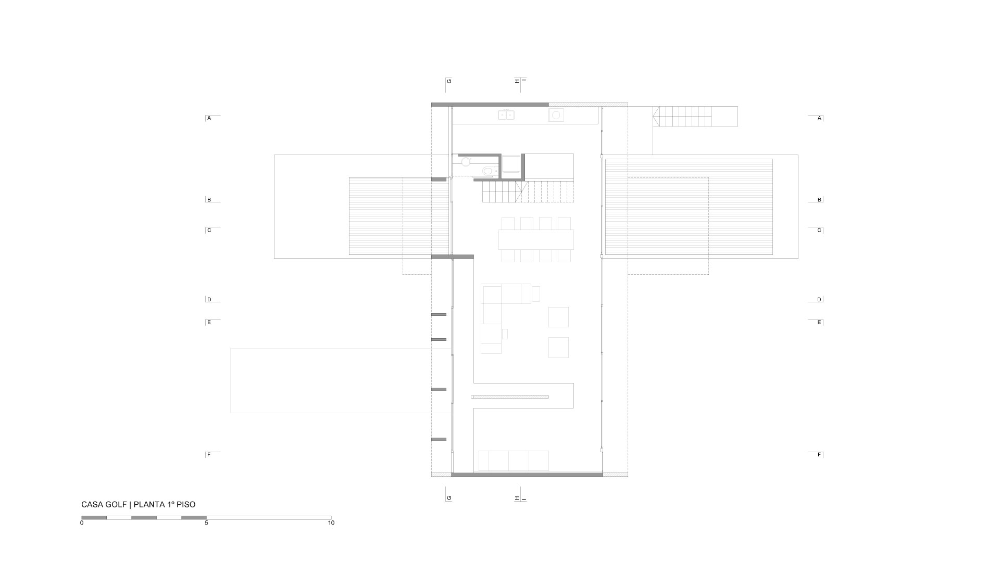 G H I
A A
B B
C C
D D
E E
F F
G H I
CASA GOLF | PLANTA 1º PISO
0 5 10